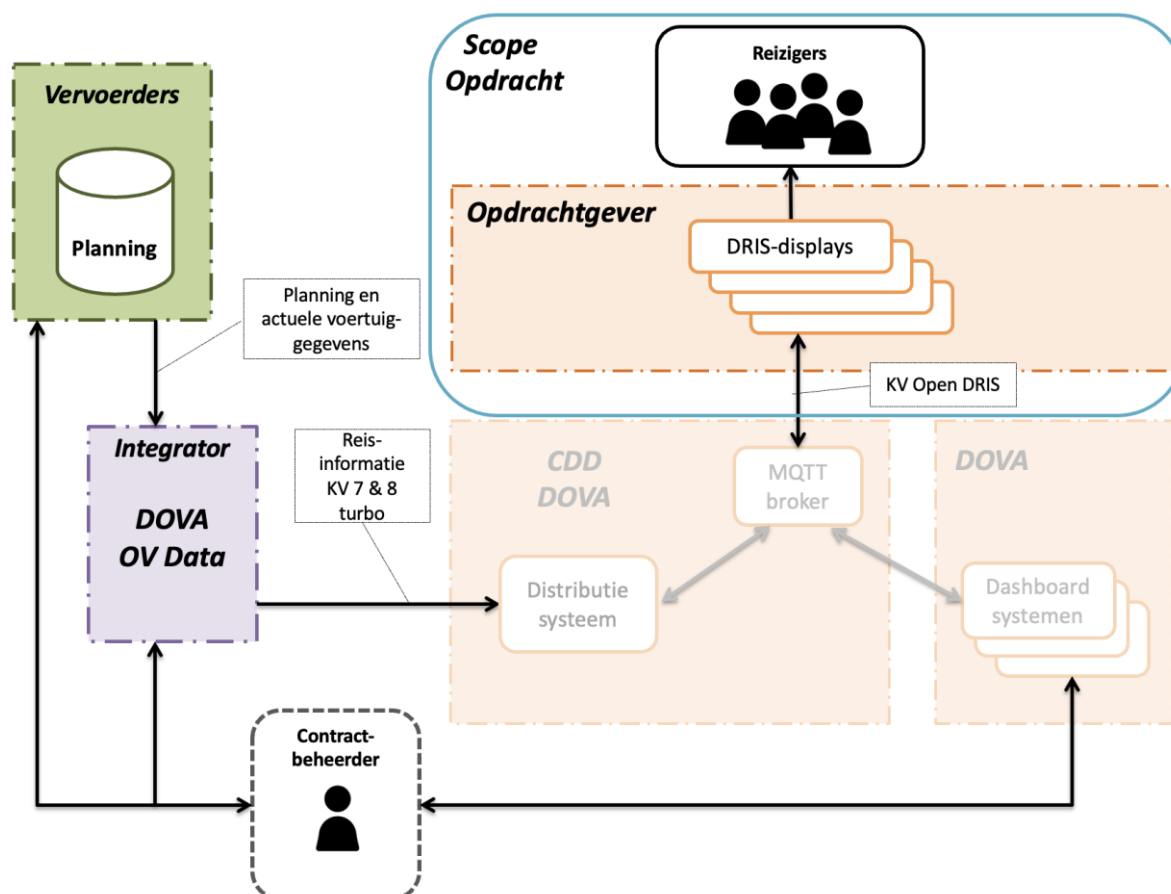 Scope
Opdracht
Reizigers
Vervoerders
Planning
Opdrachtgever
DRIS-displays
Planning en
actuele voertuig-
gegevens
KV Open DRIS
Integrator
DOVA
OV Data
Reis-
informatie
KV 7 & 8
turbo
CDD
DOVA
MQTT
broker
DOVA
Distributie
systeem
Dashboard
systemen
Contract-
beheerder